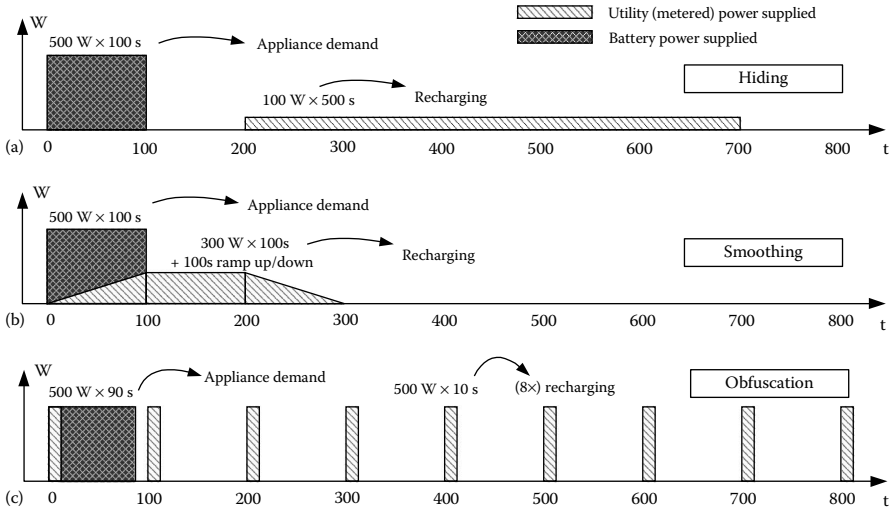 W
500 W × 100 s
Appliance demand
Utility (metered) power supplied
Battery power supplied
Hiding
100 W × 500 s
Recharging
(a)
0 100 200 300 400 500 600 700 800 t
W
500 W × 100 s
Appliance demand
300 W × 100s
+ 100s ramp up/down
Recharging
Smoothing
(b)
0 100 200 300 400 500 600 700 800 t
W
500 W × 90 s
Appliance demand
500 W × 10 s
(8×) recharging
Obfuscation
(c)
0 100 200 300 400 500 600 700 800 t